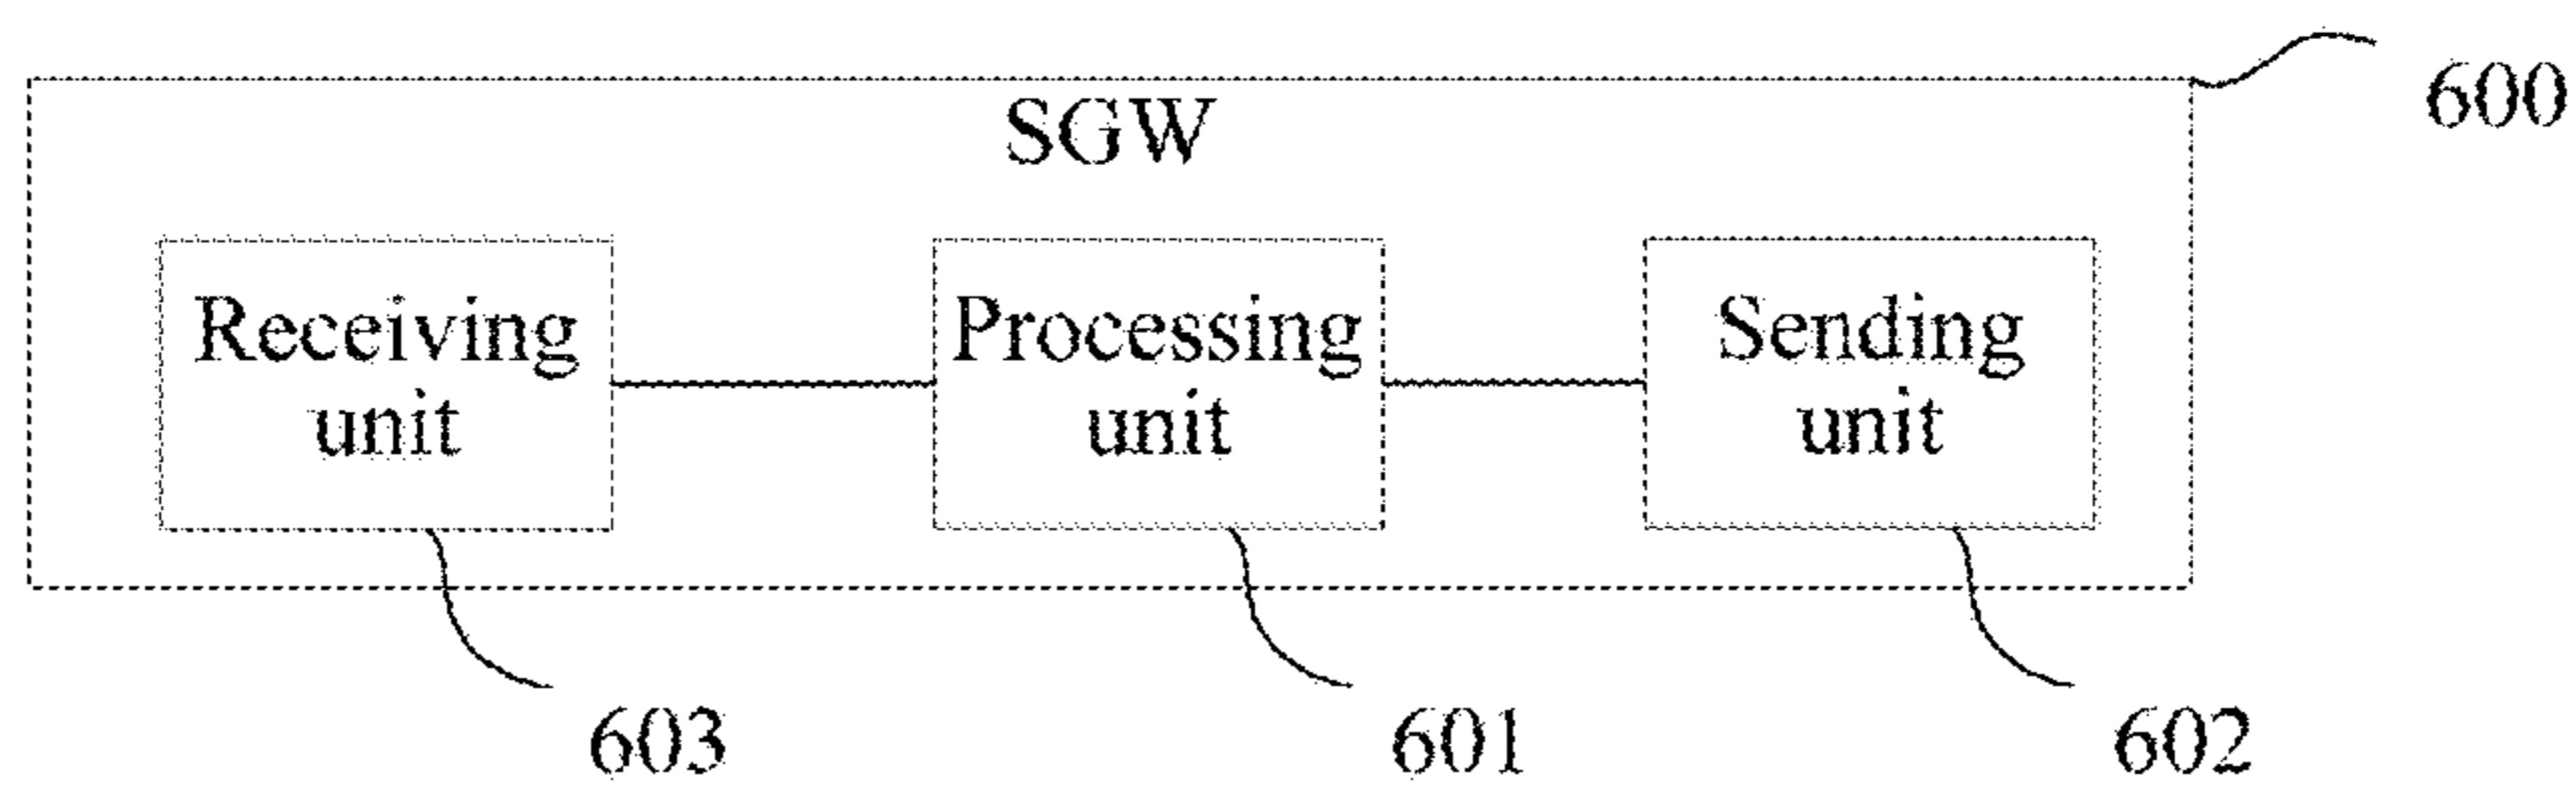 600
SGW
Receiving
unit
Processing
unit
Sending
unit
603
601
602